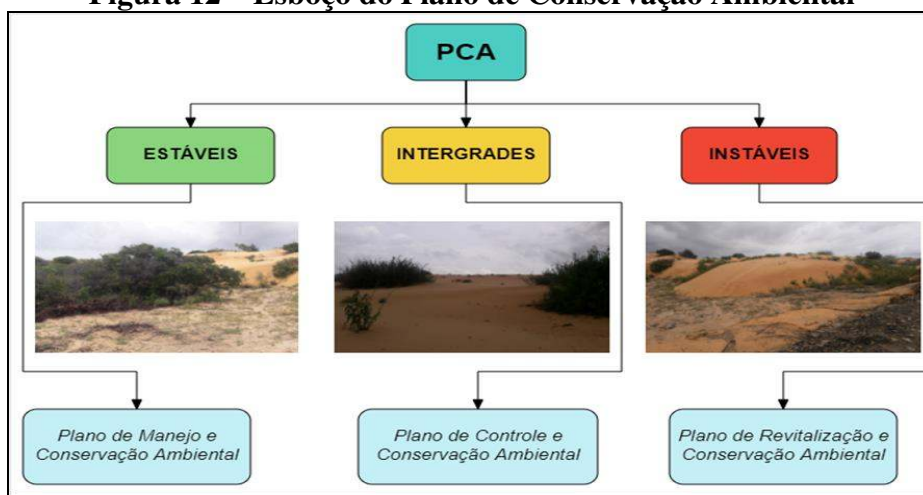 Figura 12 – Esboço do Plano de Conservação Ambiental
PCA
ESTÁVEIS
INTERGRADES
INSTÁVEIS
Plano de Manejo e
Conservação Ambiental
Plano de Controle e
Conservação Ambiental
Plano de Revitalização e
Conservação Ambiental